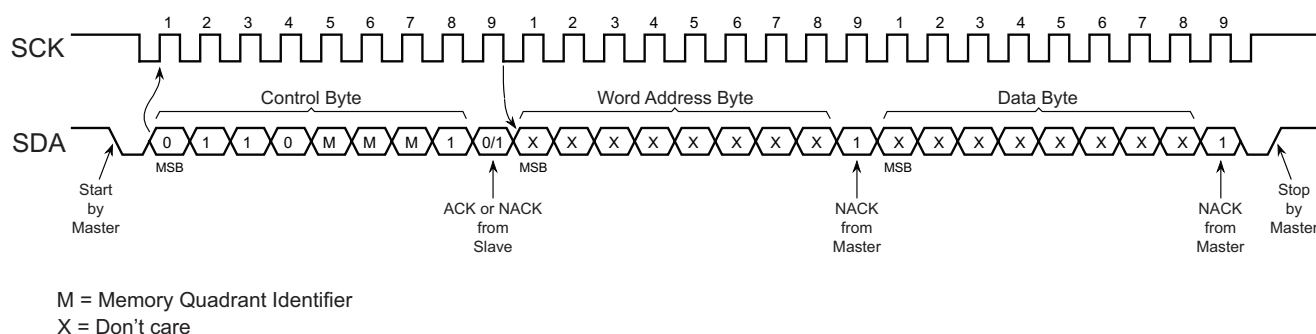 1 2 3 4 5 6 7 8 9 1 2 3 4 5 6 7 8 9 1 2 3 4 5 6 7 8 9
SCK
Control Byte Word Address Byte Data Byte
SDA 0 1 1 0 M M M 1 0/1 X X X X X X X X 1 X X X X X X X X 1
MSB MSB MSB
Start
by
Master
ACK or NACK
from
Slave
NACK
from
Master
NACK
from
Master
Stop
by
Master
M = Memory Quadrant Identifier
X = Don't care